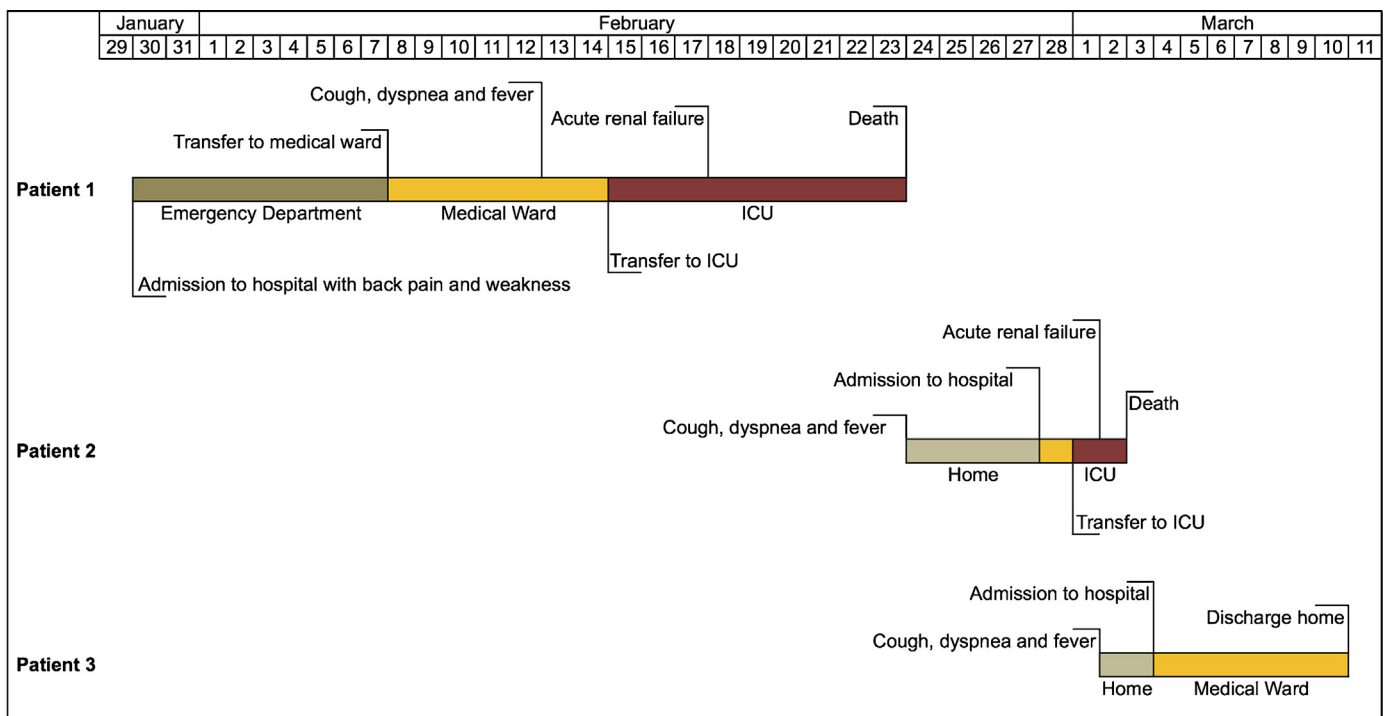 January February March
29 30 31 1 2 3 4 5 6 7 8 9 10 11 12 13 14 15 16 17 18 19 20 21 22 23 24 25 26 27 28 1 2 3 4 5 6 7 8 9 10 11
Cough, dyspnea and fever
Acute renal failure
Death
Transfer to medical ward
Patient 1
Emergency Department
Medical Ward
ICU
Transfer to ICU
Admission to hospital with back pain and weakness
Acute renal failure
Admission to hospital
Death
Cough, dyspnea and fever
Patient 2
Home
ICU
Transfer to ICU
Admission to hospital
Discharge home
Cough, dyspnea and fever
Patient 3
Home
Medical Ward